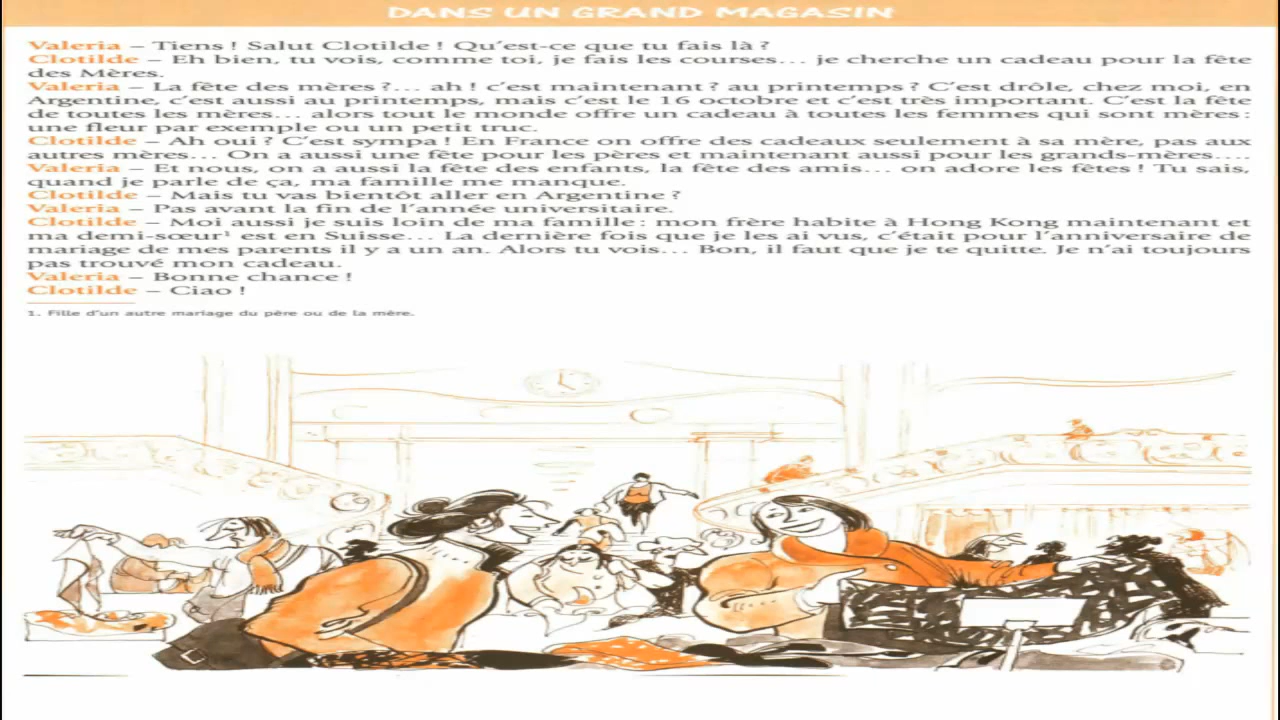 DANS UN GRAND MAGASIN
Valeria – Tiens ! Salut Clotilde ! Qu'est-ce que tu fais là ?
Clotilde – Eh bien, tu vois, comme toi, je fais les courses… je cherche un cadeau pour la fête
des Mères.
Valeria – La fête des mères ?… ah ! c'est maintenant ? au printemps ? C'est drôle, chez moi, en
Argentine, c'est aussi au printemps, mais c'est le 16 octobre et c'est très important. C'est la fête
de toutes les mères… alors tout le monde offre un cadeau à toutes les femmes qui sont mères :
une fleur par exemple ou un petit truc.
Clotilde – Ah oui ? C'est sympa ! En France on offre des cadeaux seulement à sa mère, pas aux
autres mères… On a aussi une fête pour les pères et maintenant aussi pour les grands-mères….
Valeria – Et nous, on a aussi la fête des enfants, la fête des amis… on adore les fêtes ! Tu sais,
quand je parle de ça, ma famille me manque.
Clotilde – Mais tu vas bientôt aller en Argentine ?
Valeria – Pas avant la fin de l'année universitaire.
Clotilde – Moi aussi je suis loin de ma famille : mon frère habite à Hong Kong maintenant et
ma demi-sœur¹ est en Suisse… La dernière fois que je les ai vus, c'était pour l'anniversaire de
mariage de mes parents il y a un an. Alors tu vois… Bon, il faut que je te quitte. Je n'ai toujours
pas trouvé mon cadeau.
Valeria – Bonne chance !
Clotilde – Ciao !
1. Fille d'un autre mariage du père ou de la mère.